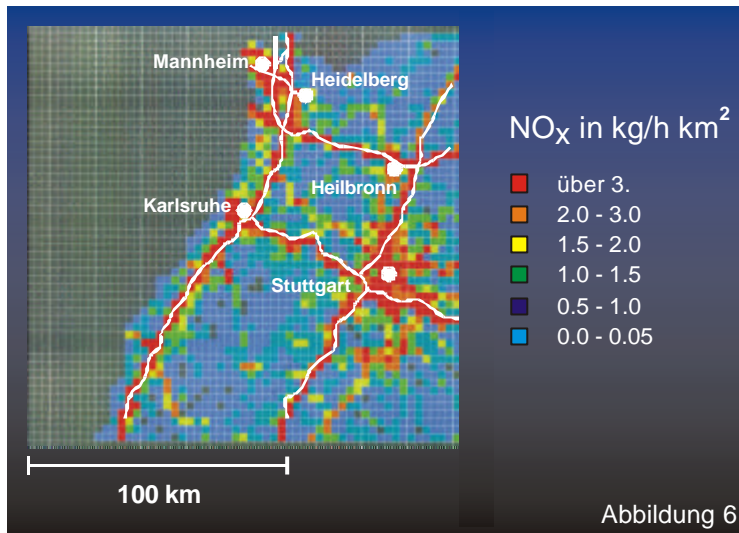 Mannheim
Heidelberg
Heilbronn
Karlsruhe
Stuttgart
100 km
NOX in kg/h km²
über 3.
2.0 - 3.0
1.5 - 2.0
1.0 - 1.5
0.5 - 1.0
0.0 - 0.05
Abbildung 6